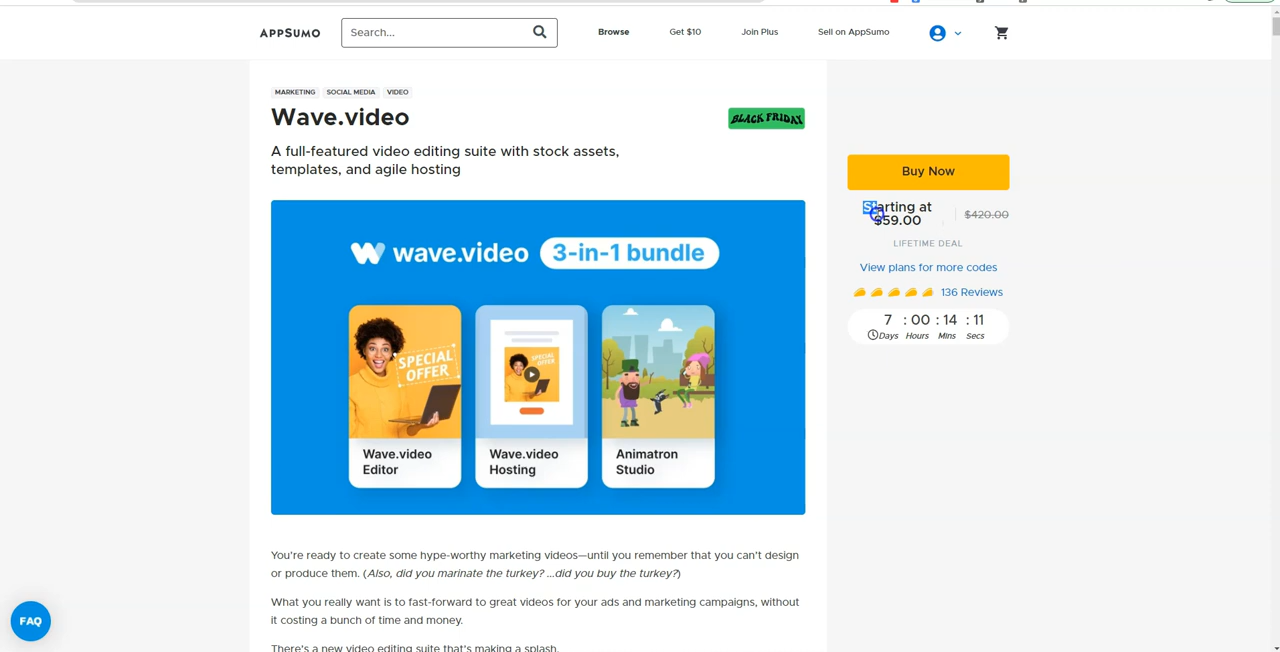 APPSUMO
Search...
Browse
Get $10
Join Plus
Sell on AppSumo
MARKETING SOCIAL MEDIA VIDEO
Wave.video
BLACK FRIDAY
A full-featured video editing suite with stock assets,
templates, and agile hosting
wave.video 3-in-1 bundle
SPECIAL
OFFER
SPECIAL
OFFER
Wave.video
Editor
Wave.video
Hosting
Animatron
Studio
You're ready to create some hype-worthy marketing videos—until you remember that you can't design
or produce them. (Also, did you marinate the turkey? ...did you buy the turkey?)
What you really want is to fast-forward to great videos for your ads and marketing campaigns, without
it costing a bunch of time and money.
There's a new video editing suite that's making a splash.
Buy Now
Starting at
$59.00
$420.00
LIFETIME DEAL
View plans for more codes
136 Reviews
7 : 00 : 14 : 11
Days Hours Mins Secs
FAQ